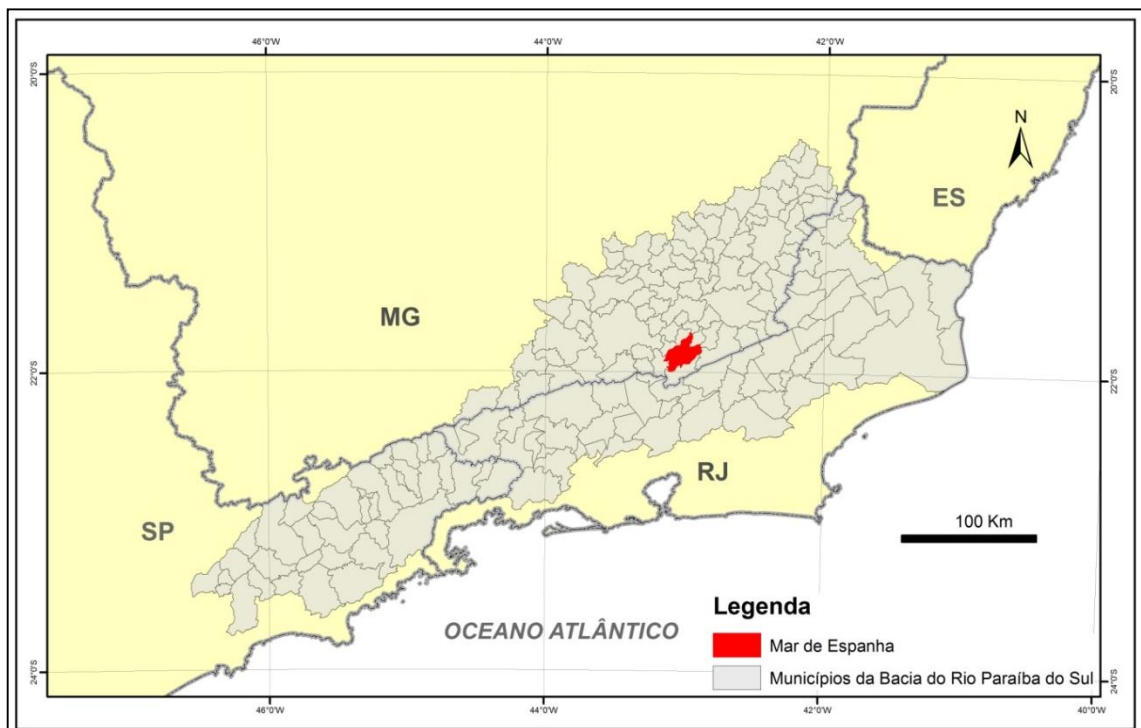 46°0'W 44°0'W 42°0'W
20°0'S 20°0'S
N
ES
MG
22°0'S 22°0'S
RJ
SP
100 Km
Legenda
OCEANO ATLÂNTICO
Mar de Espanha
Municípios da Bacia do Rio Paraíba do Sul
24°0'S 24°0'S
46°0'W 44°0'W 42°0'W 40°0'W